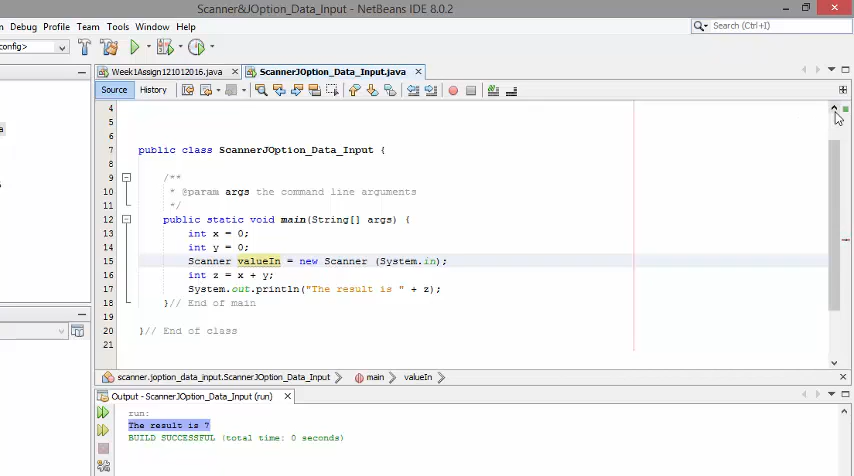 Scanner&JOption_Data_Input - NetBeans IDE 8.0.2
n Debug Profile Team Tools Window Help
Search (Ctrl+I)
config>
Week1Assign121012016.java ScannerJOption_Data_Input.java
Source History
4
5
6
7 public class ScannerJOption_Data_Input {
8
9 /**
10 * @param args the command line arguments
11 */
12 public static void main(String[] args) {
13 int x = 0;
14 int y = 0;
15 Scanner valueIn = new Scanner (System.in);
16 int z = x + y;
17 System.out.println("The result is " + z);
18 }// End of main
19
20 }// End of class
21
scanner.joption_data_input.ScannerJOption_Data_Input main valueIn
Output - ScannerJOption_Data_Input (run)
run:
The result is 7
BUILD SUCCESSFUL (total time: 0 seconds)